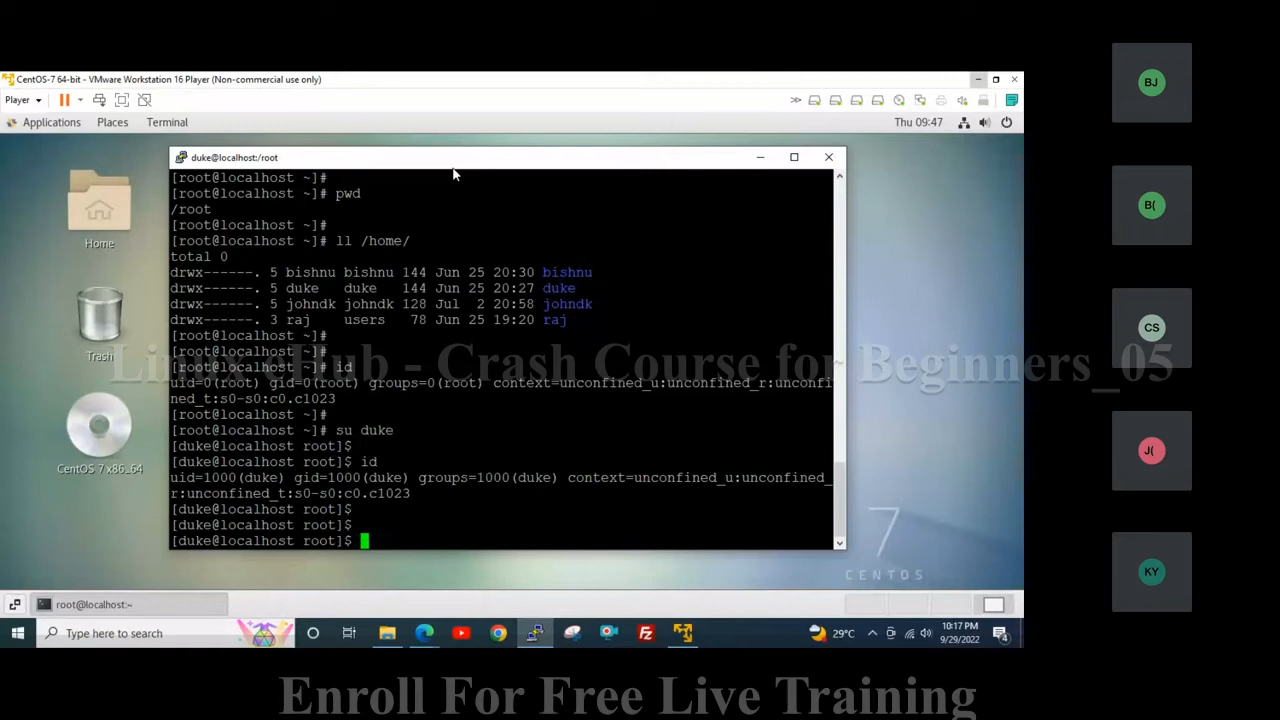 CentOS-7 64-bit - VMware Workstation 16 Player (Non-commercial use only)
Player
Applications Places Terminal Thu 09:47
duke@localhost:/root
[root@localhost ~]#
[root@localhost ~]# pwd
/root
[root@localhost ~]#
[root@localhost ~]# ll /home/
total 0
drwx------. 5 bishnu bishnu 144 Jun 25 20:30 bishnu
drwx------. 5 duke duke 144 Jun 25 20:27 duke
drwx------. 5 johndk johndk 128 Jul 2 20:58 johndk
drwx------. 3 raj users 78 Jun 25 19:20 raj
[root@localhost ~]#
[root@localhost ~]#
[root@localhost ~]# id
uid=0(root) gid=0(root) groups=0(root) context=unconfined_u:unconfined_r:unconfi
ned_t:s0-s0:c0.c1023
[root@localhost ~]#
[root@localhost ~]# su duke
[duke@localhost root]$
[duke@localhost root]$ id
uid=1000(duke) gid=1000(duke) groups=1000(duke) context=unconfined_u:unconfined_
r:unconfined_t:s0-s0:c0.c1023
[duke@localhost root]$
[duke@localhost root]$
[duke@localhost root]$
Home
Trash
CentOS 7 x86_64
Linux eHub - Crash Course for Beginners_05
7
CENTOS
root@localhost:~
Type here to search
29°C
10:17 PM
9/29/2022
4
BJ
B(
CS
J(
KY
Enroll For Free Live Training